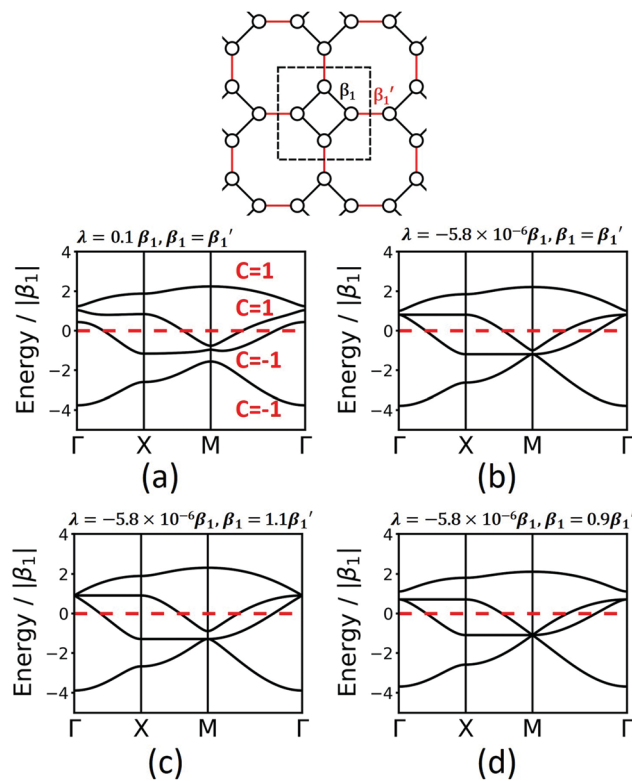 β₁
β₁′
λ = 0.1 β₁, β₁ = β₁′
λ = −5.8 × 10⁻⁶β₁, β₁ = β₁′
Energy / |β₁|
4
2
0
−2
−4
C=1
C=1
C=-1
C=-1
Γ X M Γ
(a)
Energy / |β₁|
4
2
0
−2
−4
Γ X M Γ
(b)
λ = −5.8 × 10⁻⁶β₁, β₁ = 1.1β₁′
λ = −5.8 × 10⁻⁶β₁, β₁ = 0.9β₁′
Energy / |β₁|
4
2
0
−2
−4
Γ X M Γ
(c)
Energy / |β₁|
4
2
0
−2
−4
Γ X M Γ
(d)